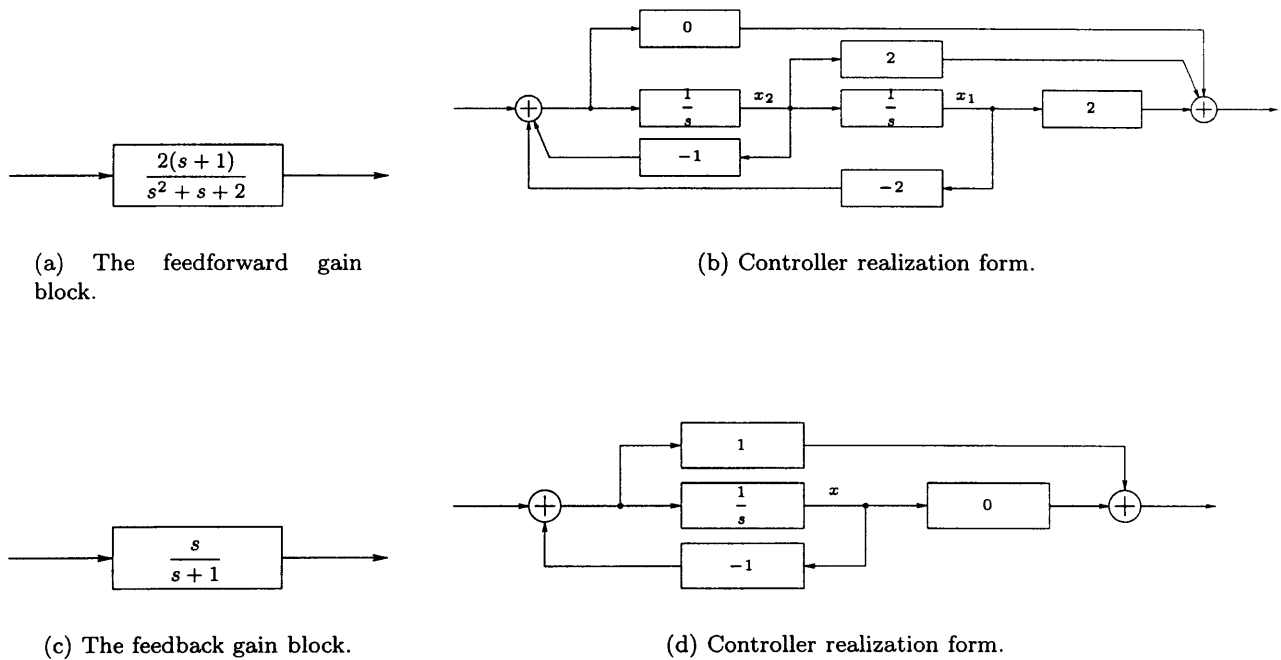 0
2
1
s
x2
1
s
x1
2
2(s + 1)
s² + s + 2
−1
−2
(a) The feedforward gain
block.
(b) Controller realization form.
1
s
s + 1
1
s
x
0
−1
(c) The feedback gain block.
(d) Controller realization form.